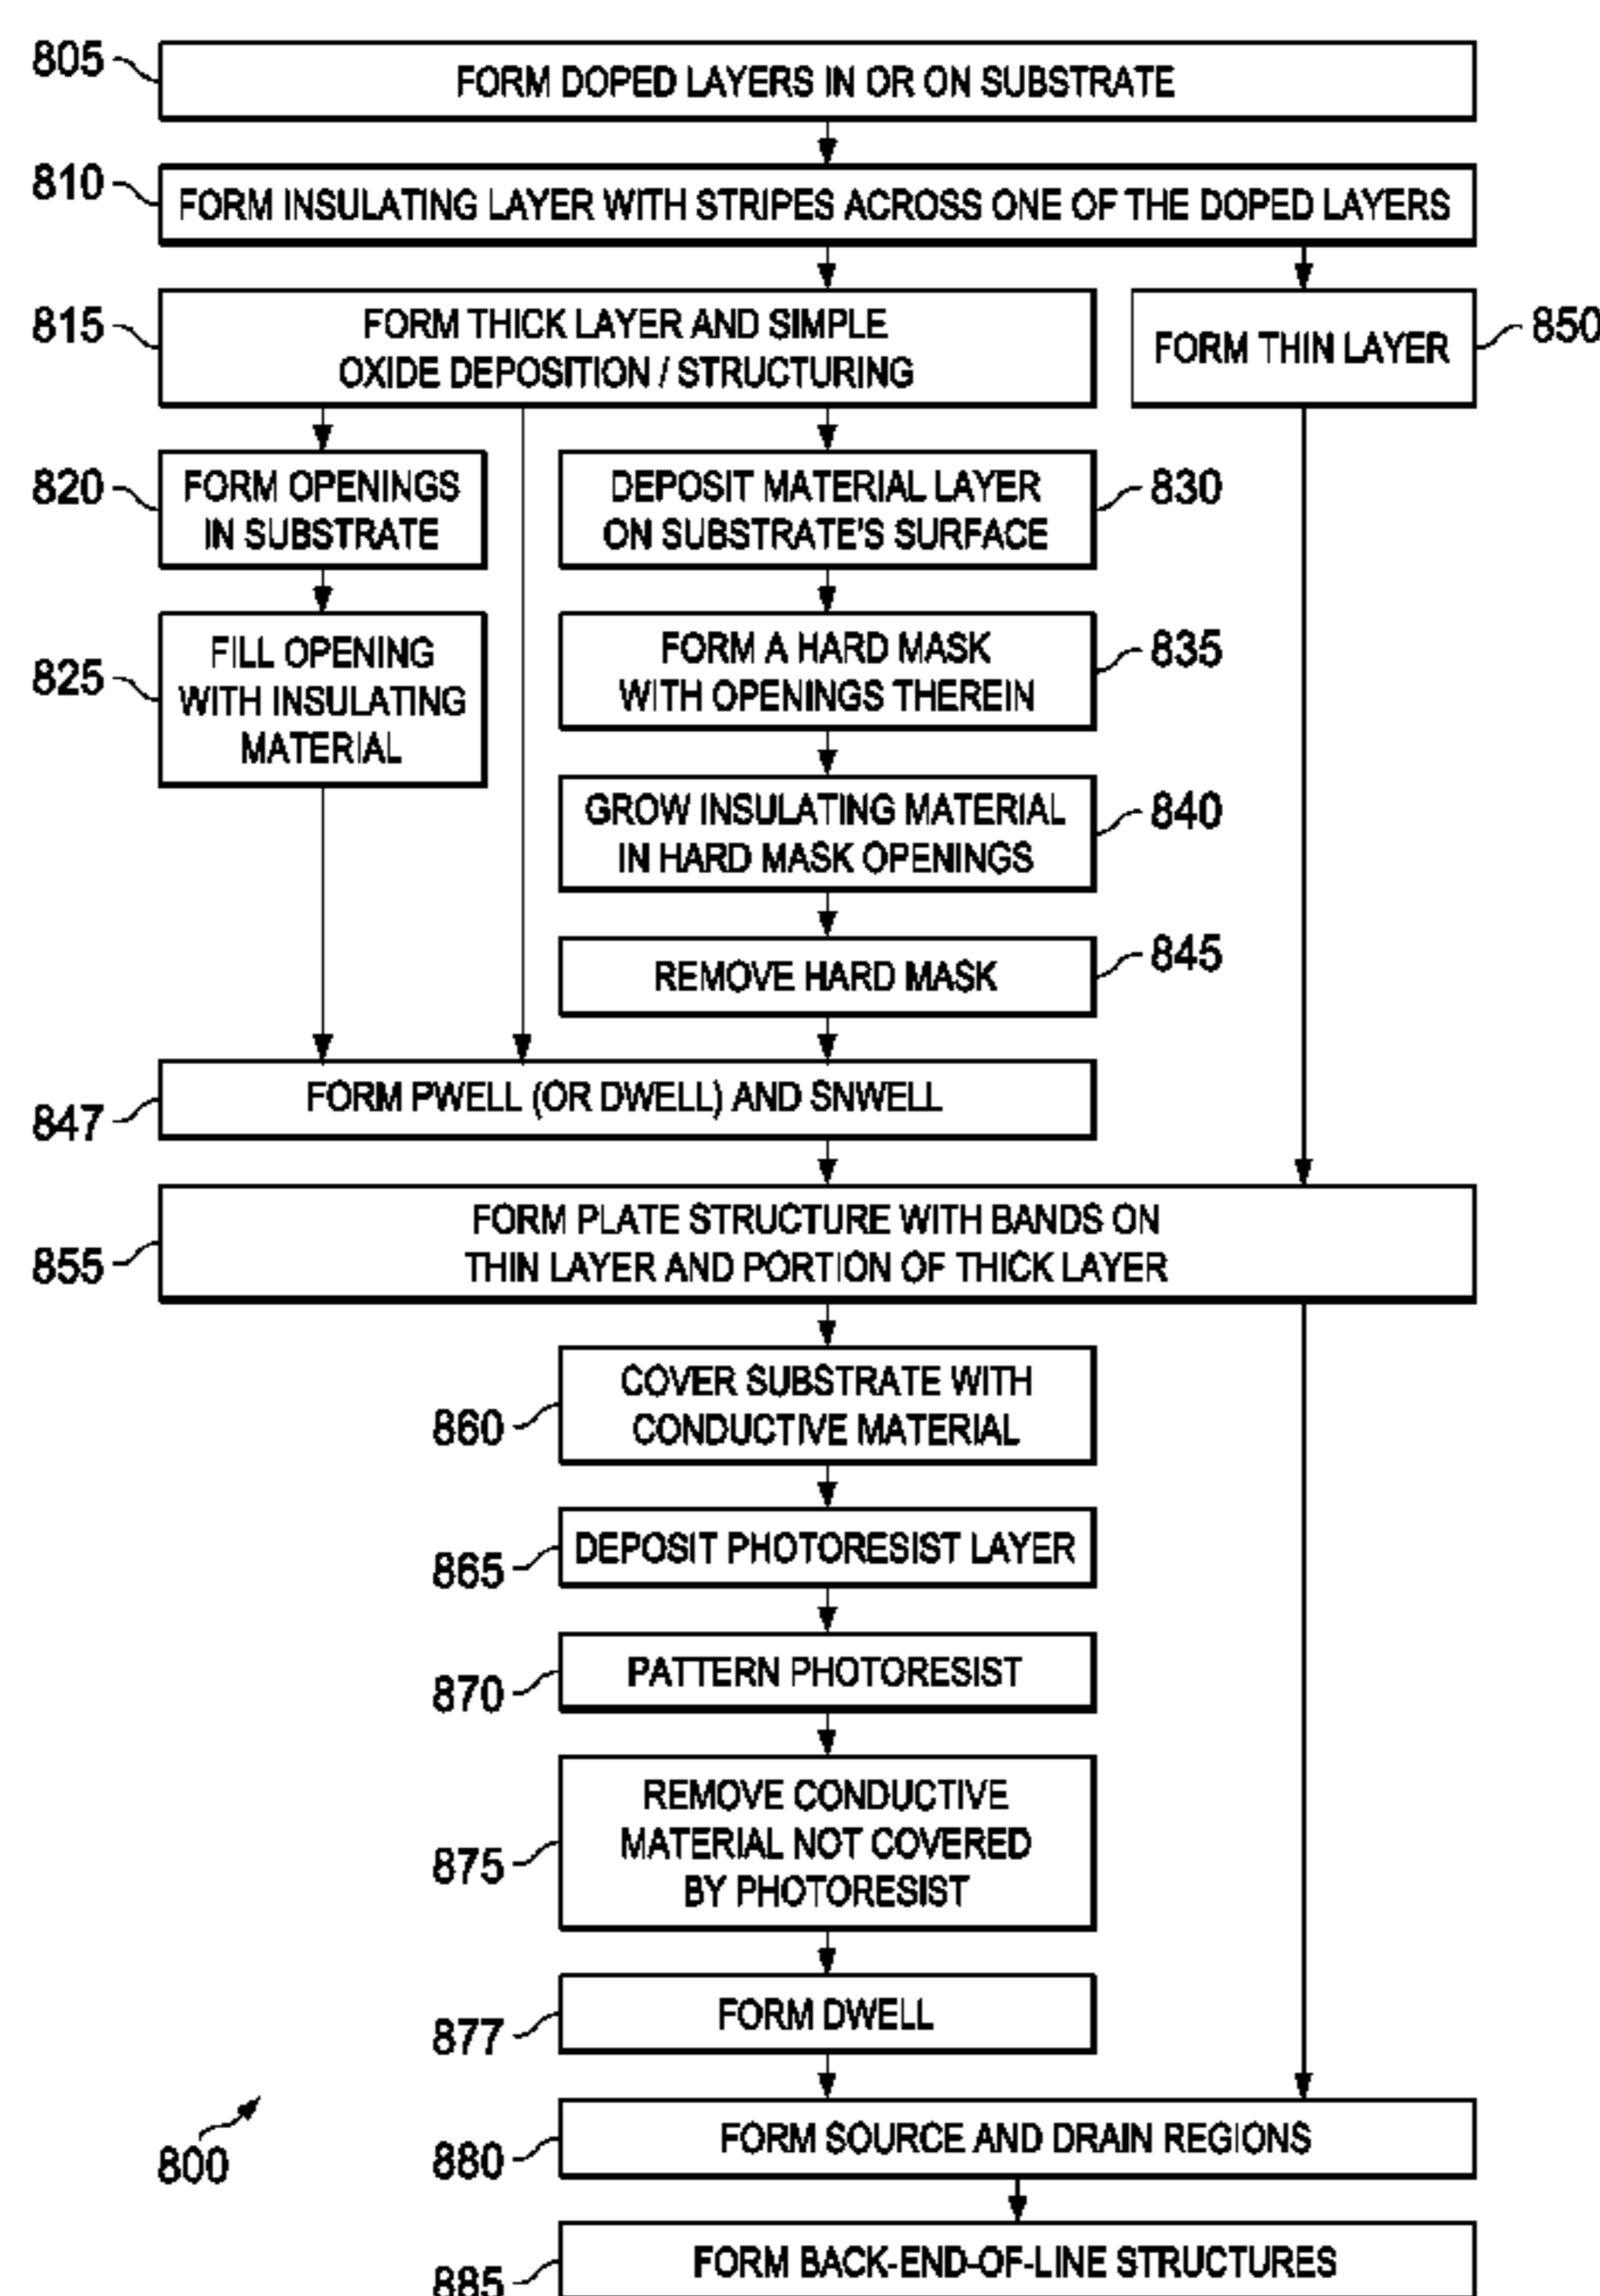 805
FORM DOPED LAYERS IN OR ON SUBSTRATE
810
FORM INSULATING LAYER WITH STRIPES ACROSS ONE OF THE DOPED LAYERS
815
FORM THICK LAYER AND SIMPLE
OXIDE DEPOSITION / STRUCTURING
FORM THIN LAYER
850
820
FORM OPENINGS
IN SUBSTRATE
DEPOSIT MATERIAL LAYER
ON SUBSTRATE'S SURFACE
830
825
FILL OPENING
WITH INSULATING
MATERIAL
FORM A HARD MASK
WITH OPENINGS THEREIN
835
GROW INSULATING MATERIAL
IN HARD MASK OPENINGS
840
REMOVE HARD MASK
845
847
FORM PWELL (OR DWELL) AND SNWELL
855
FORM PLATE STRUCTURE WITH BANDS ON
THIN LAYER AND PORTION OF THICK LAYER
860
COVER SUBSTRATE WITH
CONDUCTIVE MATERIAL
865
DEPOSIT PHOTORESIST LAYER
870
PATTERN PHOTORESIST
875
REMOVE CONDUCTIVE
MATERIAL NOT COVERED
BY PHOTORESIST
877
FORM DWELL
800
880
FORM SOURCE AND DRAIN REGIONS
885
FORM BACK-END-OF-LINE STRUCTURES